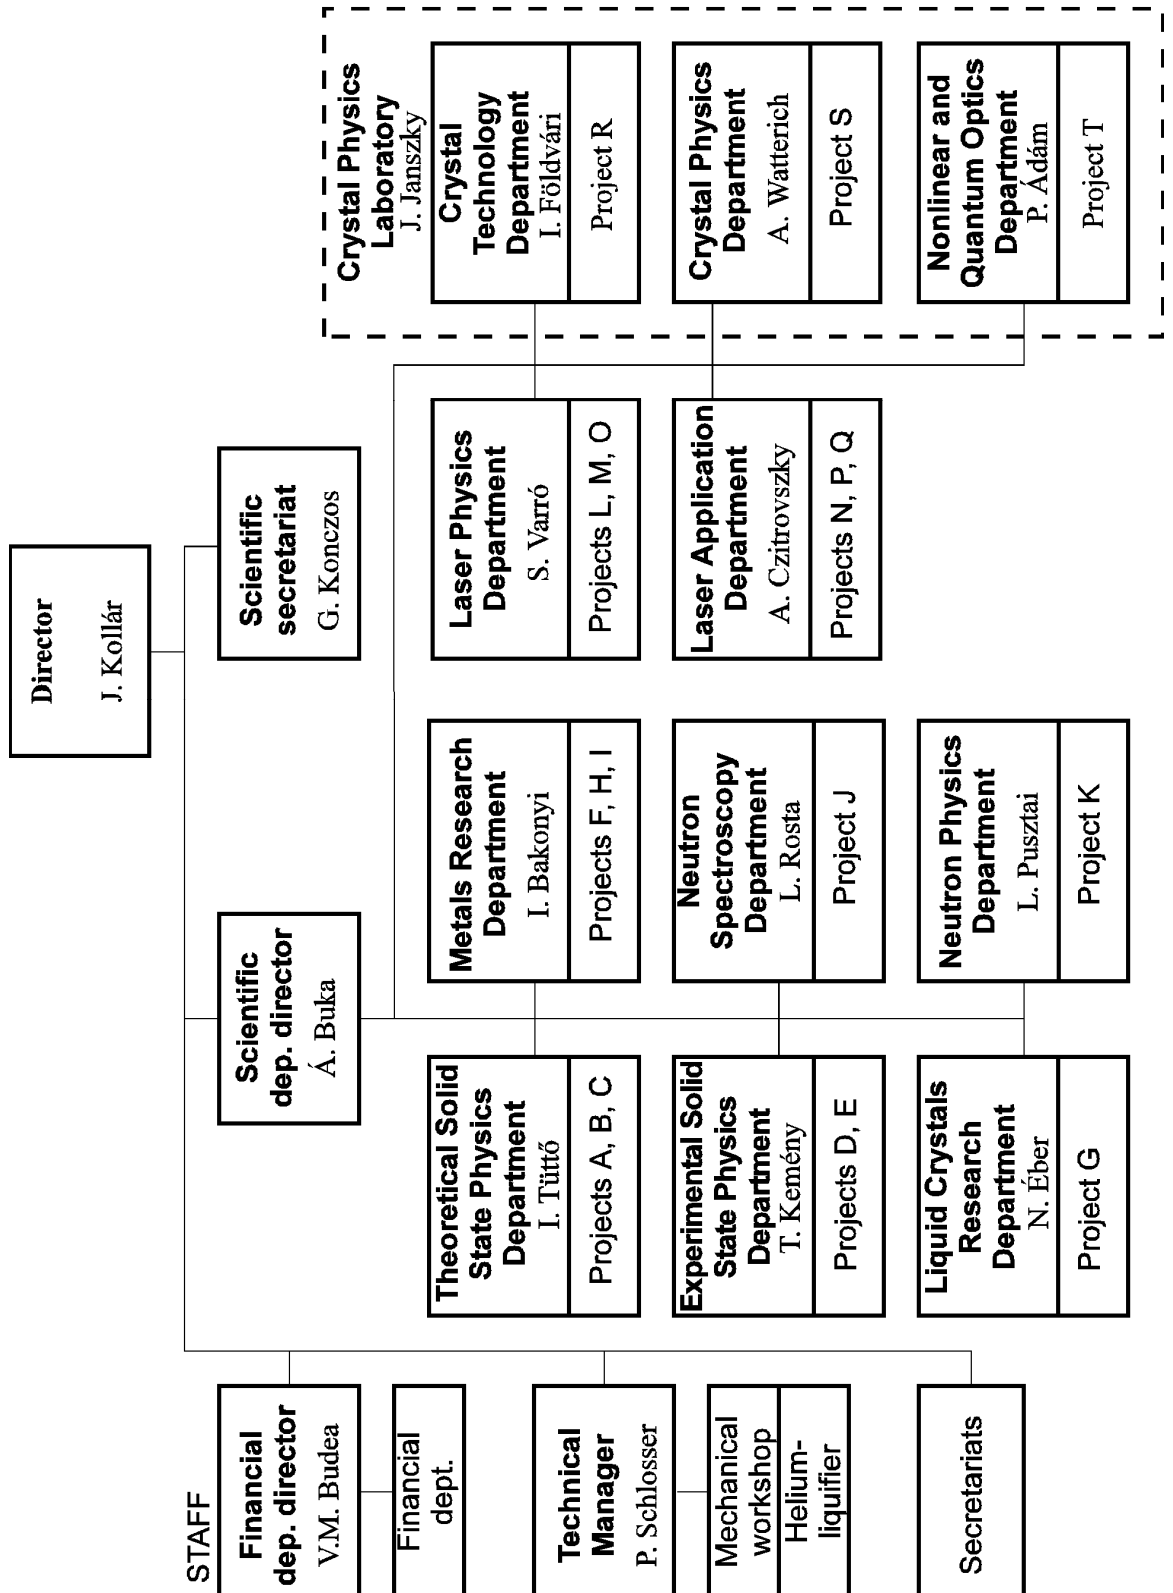 Director
J. Kollár
STAFF
Financial
dep. director
V.M. Budea
Financial
dept.
Technical
Manager
P. Schlosser
Mechanical
workshop
Helium-
liquifier
Secretariats
Scientific
dep. director
Á. Buka
Scientific
secretariat
G. Konczos
Theoretical Solid
State Physics
Department
I. Tüttő
Projects A, B, C
Metals Research
Department
I. Bakonyi
Projects F, H, I
Laser Physics
Department
S. Varró
Projects L, M, O
Crystal Physics
Laboratory
J. Janszky
Crystal
Technology
Department
I. Földvári
Project R
Experimental Solid
State Physics
Department
T. Kemény
Projects D, E
Neutron
Spectroscopy
Department
L. Rosta
Project J
Laser Application
Department
A. Czitrovszky
Projects N, P, Q
Crystal Physics
Department
A. Watterich
Project S
Liquid Crystals
Research
Department
N. Éber
Project G
Neutron Physics
Department
L. Pusztai
Project K
Nonlinear and
Quantum Optics
Department
P. Ádám
Project T